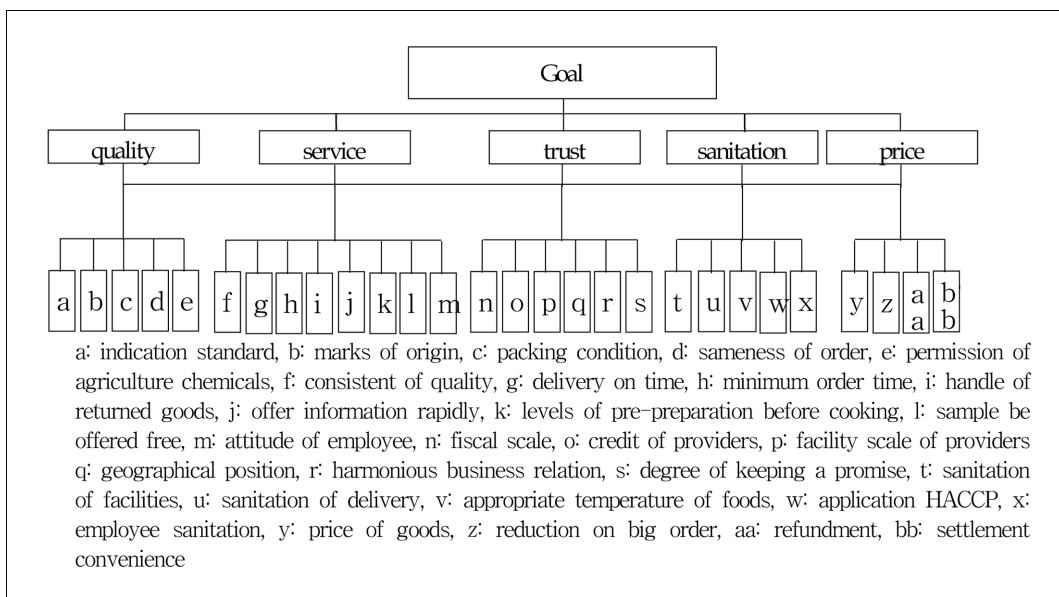 Goal
quality service trust sanitation price
a b c d e f g h i j k l m n o p q r s t u v w x y z aa bb
a: indication standard, b: marks of origin, c: packing condition, d: sameness of order, e: permission of
agriculture chemicals, f: consistent of quality, g: delivery on time, h: minimum order time, i: handle of
returned goods, j: offer information rapidly, k: levels of pre-preparation before cooking, l: sample be
offered free, m: attitude of employee, n: fiscal scale, o: credit of providers, p: facility scale of providers
q: geographical position, r: harmonious business relation, s: degree of keeping a promise, t: sanitation
of facilities, u: sanitation of delivery, v: appropriate temperature of foods, w: application HACCP, x:
employee sanitation, y: price of goods, z: reduction on big order, aa: refundment, bb: settlement
convenience